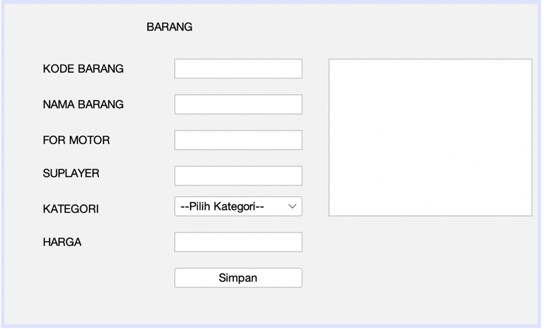 BARANG
KODE BARANG
NAMA BARANG
FOR MOTOR
SUPLAYER
KATEGORI
--Pilih Kategori--
HARGA
Simpan